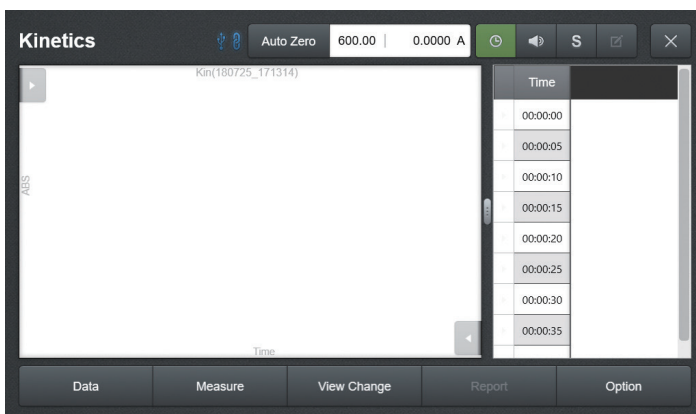 Kinetics Auto Zero 600.00 0.0000 A S
Kin(180725_171314)
ABS
Time
Time
00:00:00
00:00:05
00:00:10
00:00:15
00:00:20
00:00:25
00:00:30
00:00:35
Data Measure View Change Report Option